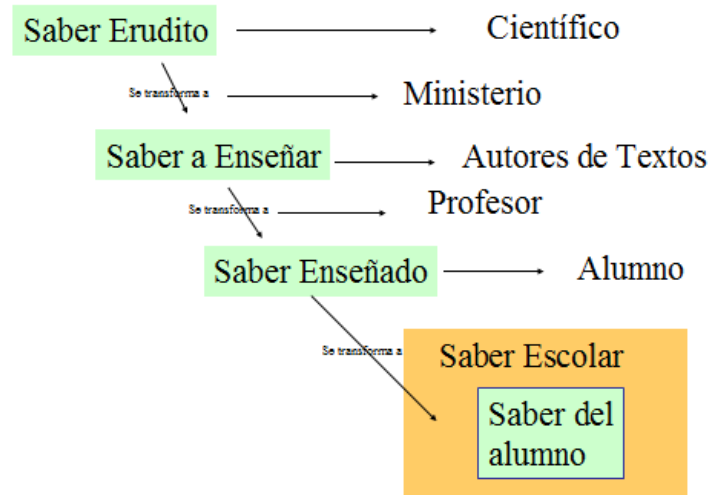 Saber Erudito
Científico
Se transforma a
Ministerio
Saber a Enseñar
Autores de Textos
Se transforma a
Profesor
Saber Enseñado
Alumno
Se transforma a
Saber Escolar
Saber del
alumno